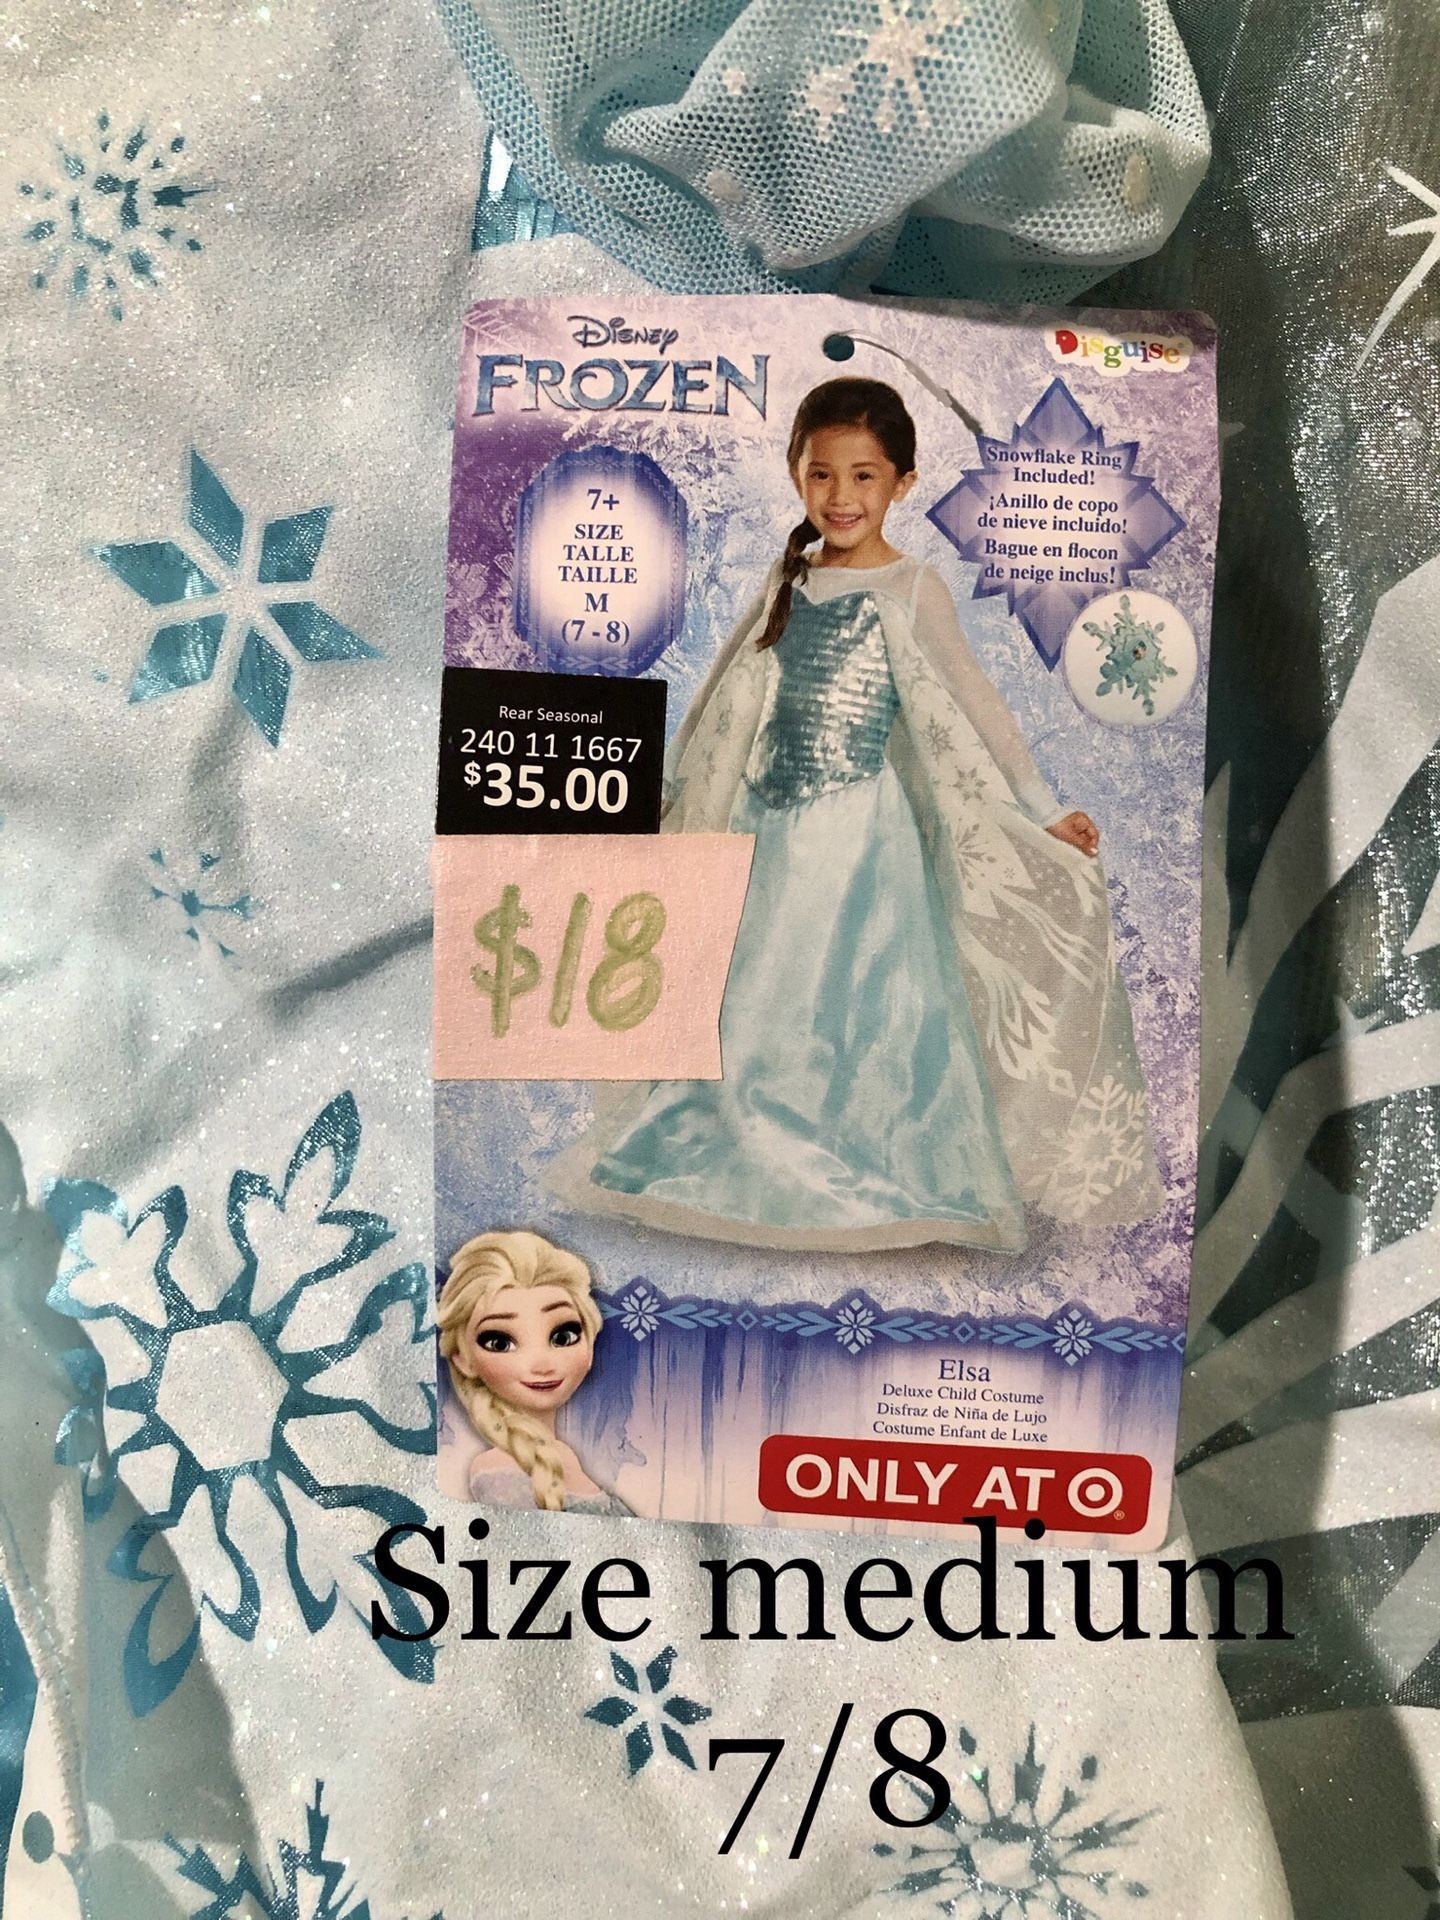 Disney
FROZEN
Disguise
7+
SIZE
TALLE
TAILLE
M
(7 - 8)
Snowflake Ring
Included!
¡Anillo de copo
de nieve incluido!
Bague en flocon
de neige inclus!
Rear Seasonal
240 11 1667
$35.00
$18
Elsa
Deluxe Child Costume
Disfraz de Niña de Lujo
Costume Enfant de Luxe
ONLY AT
Size medium
7/8